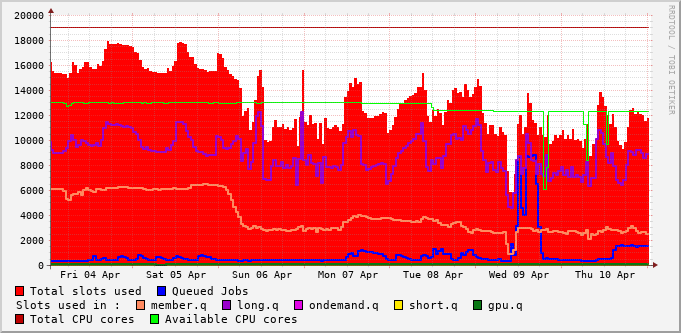 RRDTOOL / TOBI OETIKER
20000
18000
16000
14000
12000
10000
8000
6000
4000
2000
0
Fri 04 Apr Sat 05 Apr Sun 06 Apr Mon 07 Apr Tue 08 Apr Wed 09 Apr Thu 10 Apr
Total slots used Queued Jobs
Slots used in : member.q long.q ondemand.q short.q gpu.q
Total CPU cores Available CPU cores